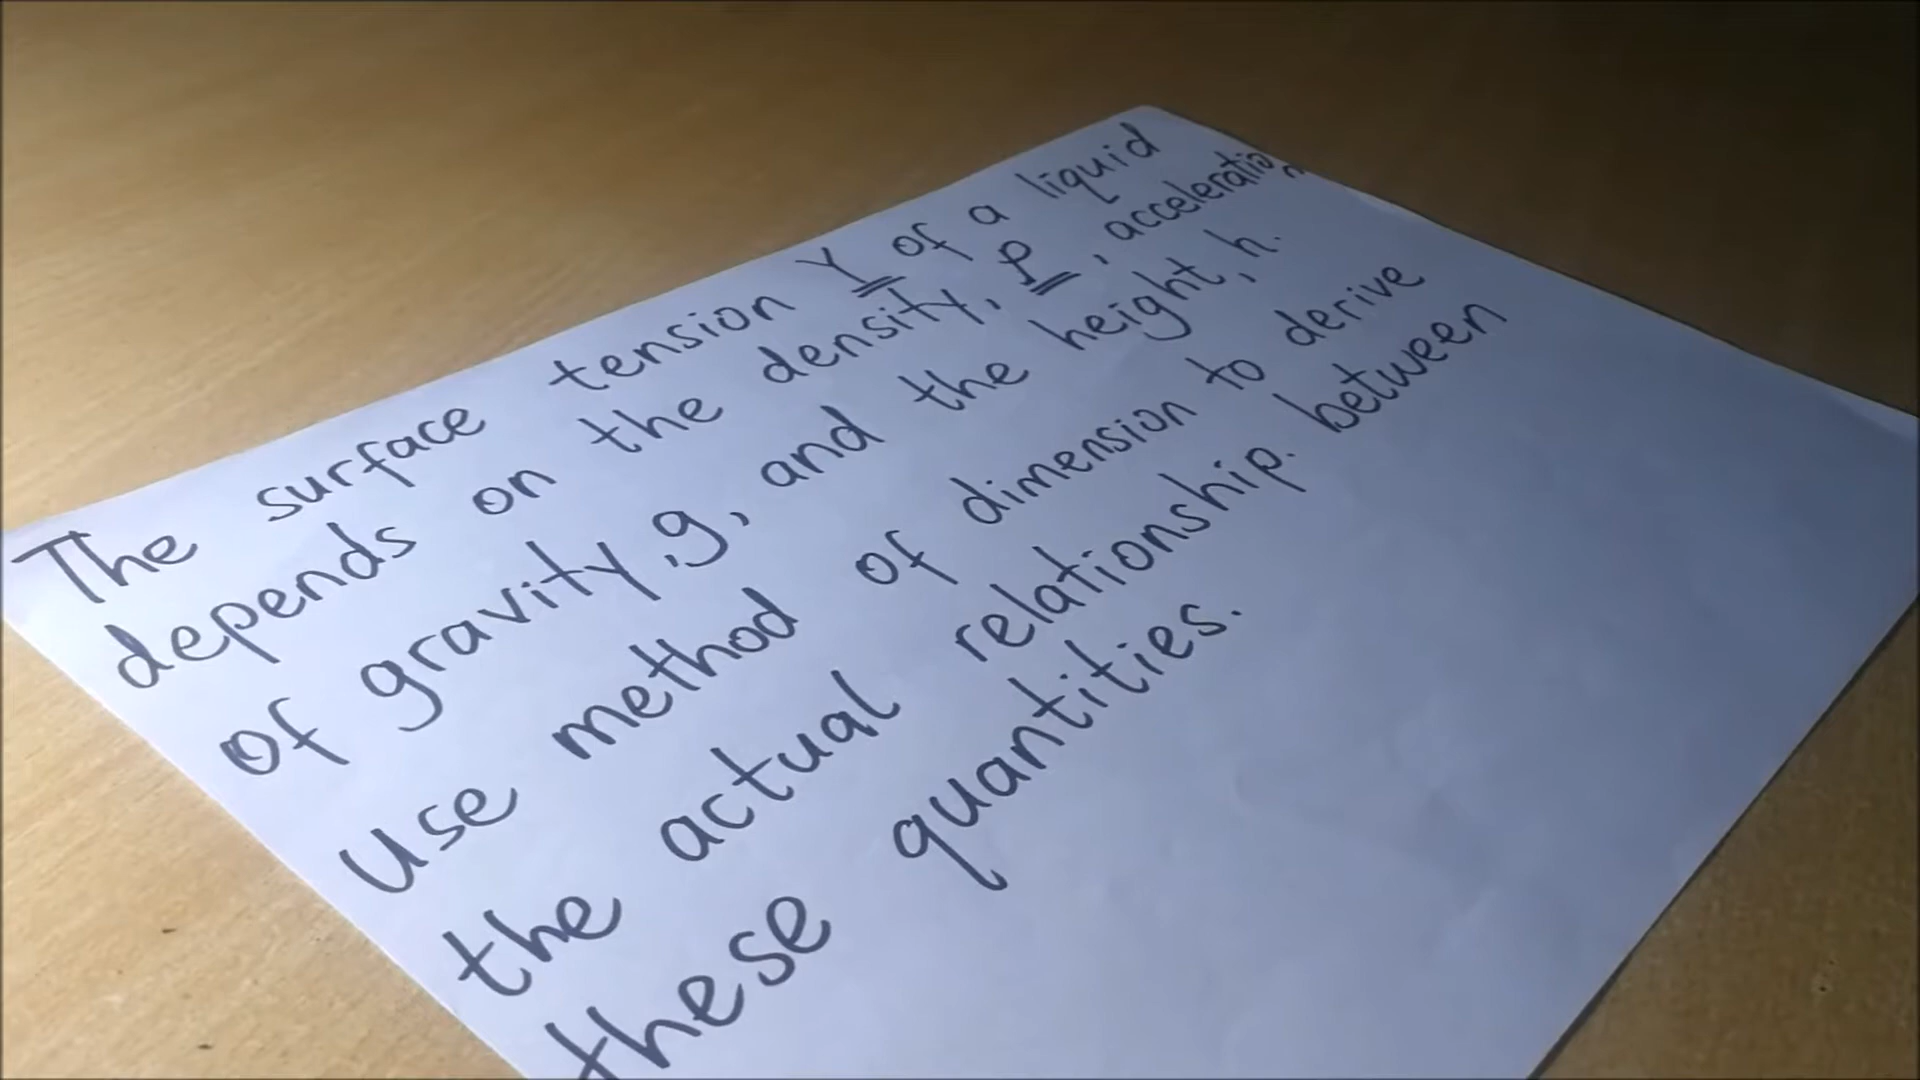 The surface tension γ of a liquid
depends on the density, ρ, acceleration
of gravity, g, and the height, h.
Use method of dimension to derive
the actual relationship. between
these quantities.